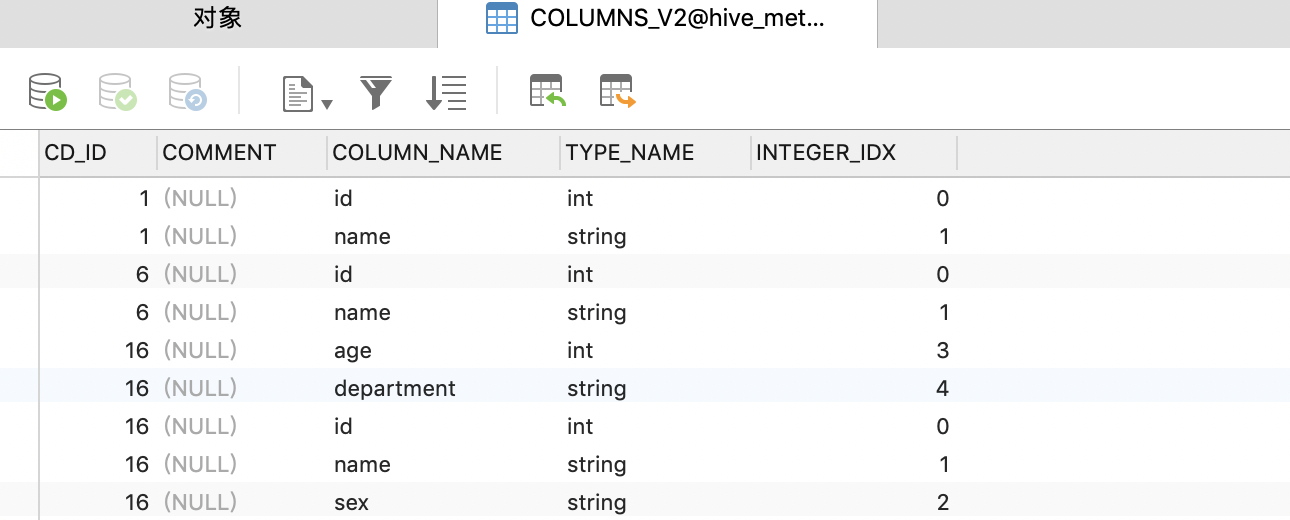 对象 COLUMNS_V2@hive_met...
CD_ID COMMENT COLUMN_NAME TYPE_NAME INTEGER_IDX
1 (NULL) id int 0
1 (NULL) name string 1
6 (NULL) id int 0
6 (NULL) name string 1
16 (NULL) age int 3
16 (NULL) department string 4
16 (NULL) id int 0
16 (NULL) name string 1
16 (NULL) sex string 2